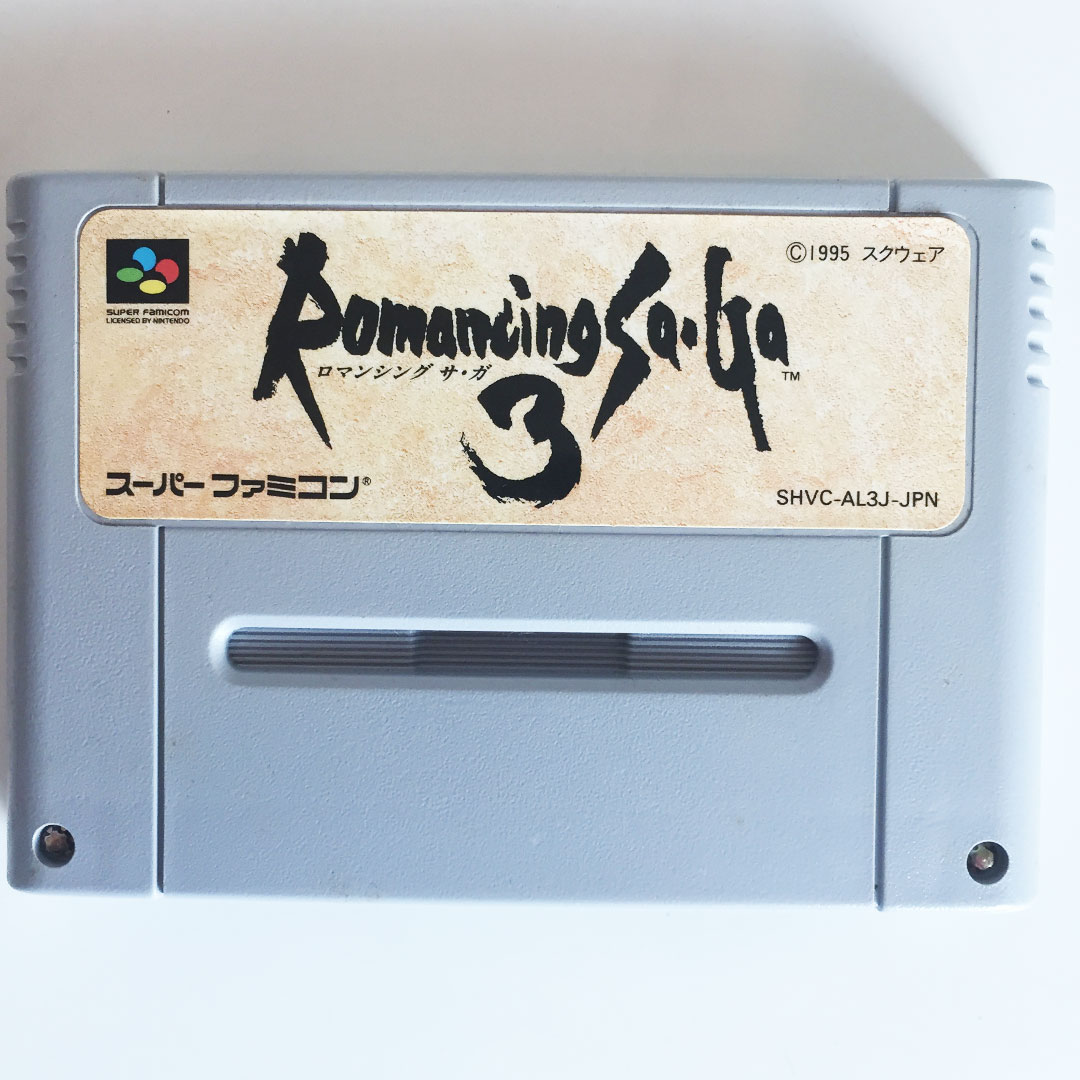 SUPER FAMICOM
LICENSED BY NINTENDO
©1995 スクウェア
Romancing Sa·Ga ™
ロマンシング サ・ガ
3
スーパーファミコン®
SHVC-AL3J-JPN